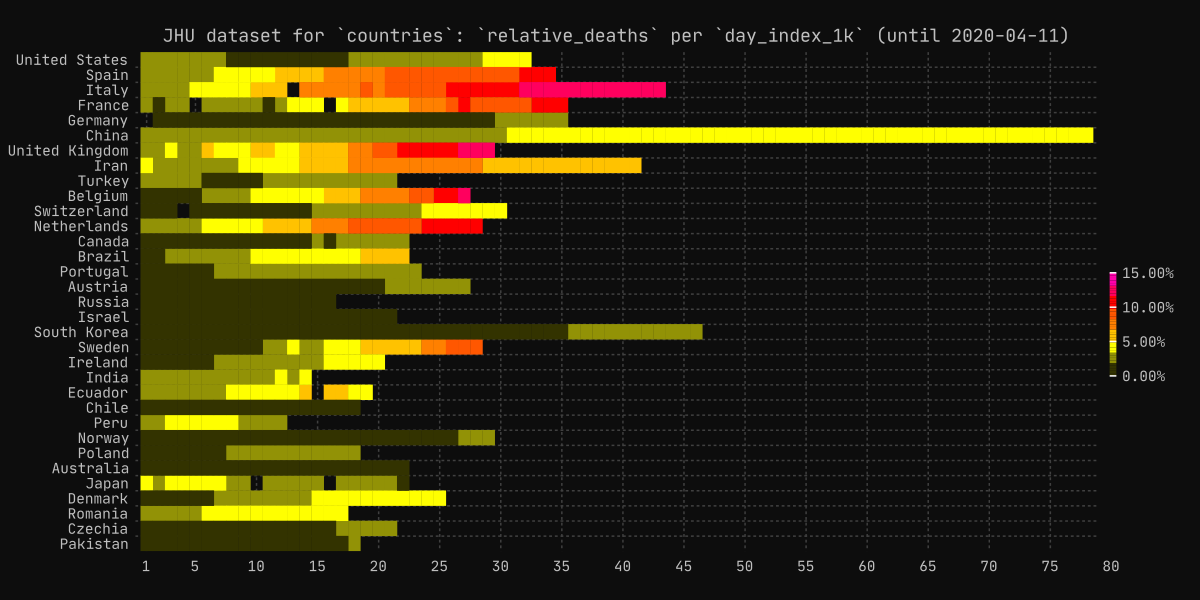 JHU dataset for `countries`: `relative_deaths` per `day_index_1k` (until 2020-04-11)
United States
Spain
Italy
France
Germany
China
United Kingdom
Iran
Turkey
Belgium
Switzerland
Netherlands
Canada
Brazil
Portugal
Austria
Russia
Israel
South Korea
Sweden
Ireland
India
Ecuador
Chile
Peru
Norway
Poland
Australia
Japan
Denmark
Romania
Czechia
Pakistan
1 5 10 15 20 25 30 35 40 45 50 55 60 65 70 75 80
15.00%
10.00%
5.00%
0.00%